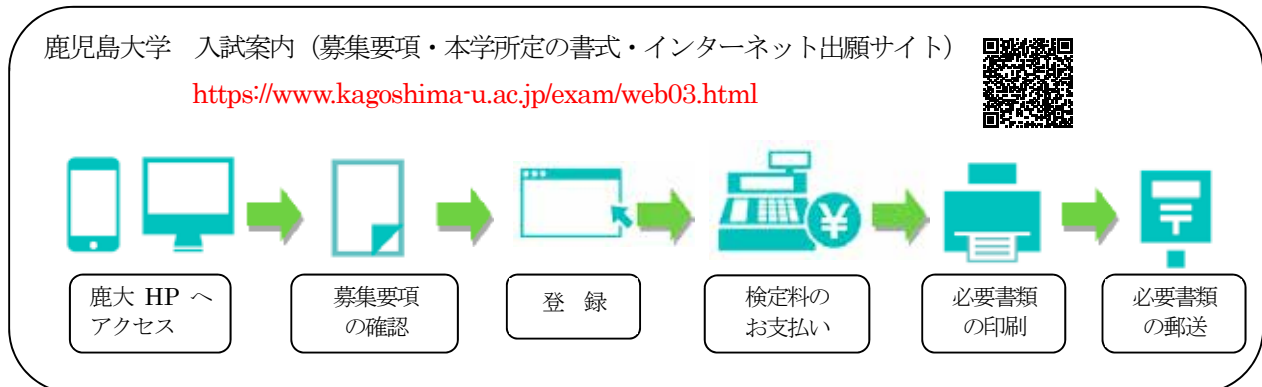 鹿児島大学　入試案内（募集要項・本学所定の書式・インターネット出願サイト）
https://www.kagoshima-u.ac.jp/exam/web03.html
鹿大 HP へ
アクセス
募集要項
の確認
登　録
検定料の
お支払い
必要書類
の印刷
必要書類
の郵送